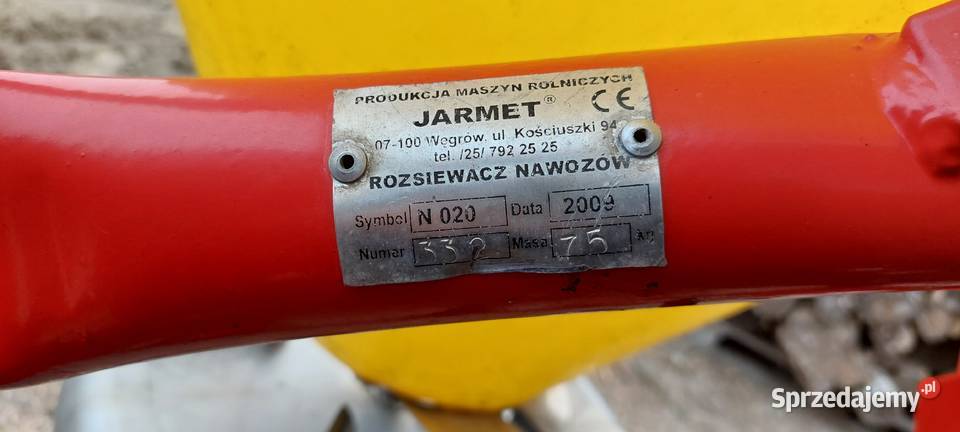 PRODUKCJA MASZYN ROLNICZYCH
JARMET® CE
07-100 Węgrów, ul. Kościuszki 94
tel. /25/ 792 25 25
ROZSIEWACZ NAWOZÓW
Symbol N 020 Data 2009
Numer 332 Masa 75 kg
Sprzedajemy.pl